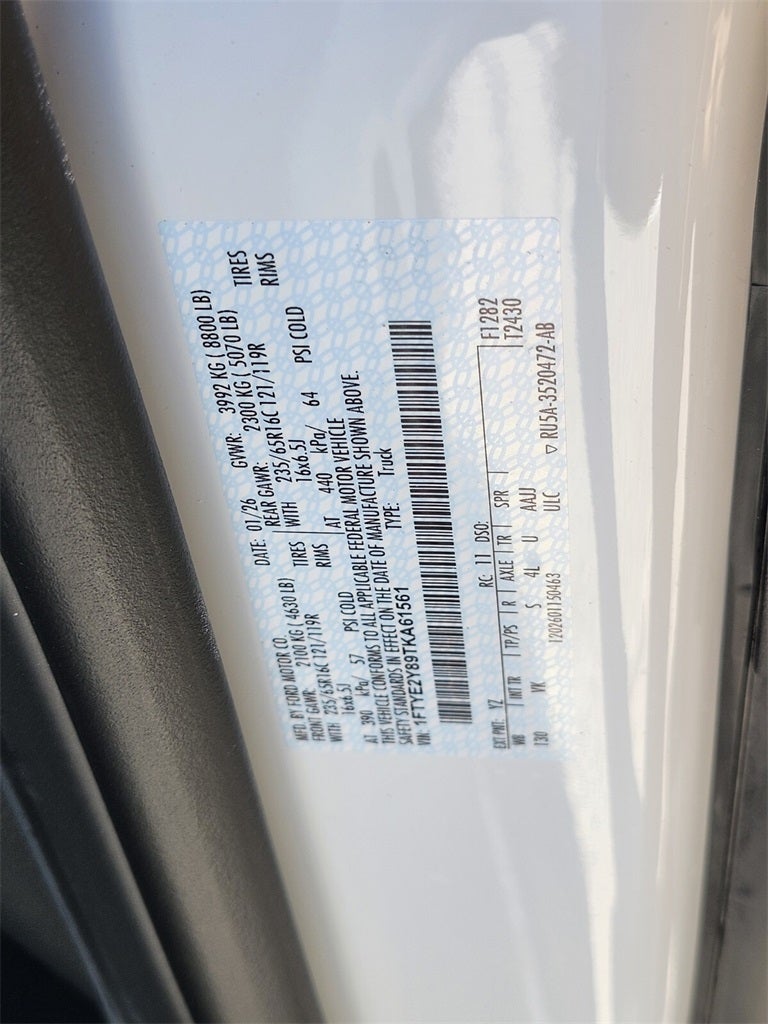 MFD. BY FORD MOTOR CO.
DATE: 01/26 GVWR: 3992 KG ( 8800 LB)
FRONT GAWR: 2100 KG ( 4630 LB) REAR GAWR: 2300 KG ( 5070 LB)
WITH 235/65R16C 121/119R TIRES WITH 235/65R16C 121/119R TIRES
16x6.5J RIMS 16x6.5J RIMS
AT 390 kPa/ 57 PSI COLD AT 440 kPa/ 64 PSI COLD
THIS VEHICLE CONFORMS TO ALL APPLICABLE FEDERAL MOTOR VEHICLE
SAFETY STANDARDS IN EFFECT ON THE DATE OF MANUFACTURE SHOWN ABOVE.
VIN: 1FTYE2Y69TKA61561 TYPE: Truck
EXT PNT: YZ RC: 11 DSO: F1282
WB INT TR TP/PS R AXLE TR SPR T2430
130 VK S 4L U AAU
1202601130463 ULC ▽ RU5A-3520472-AB